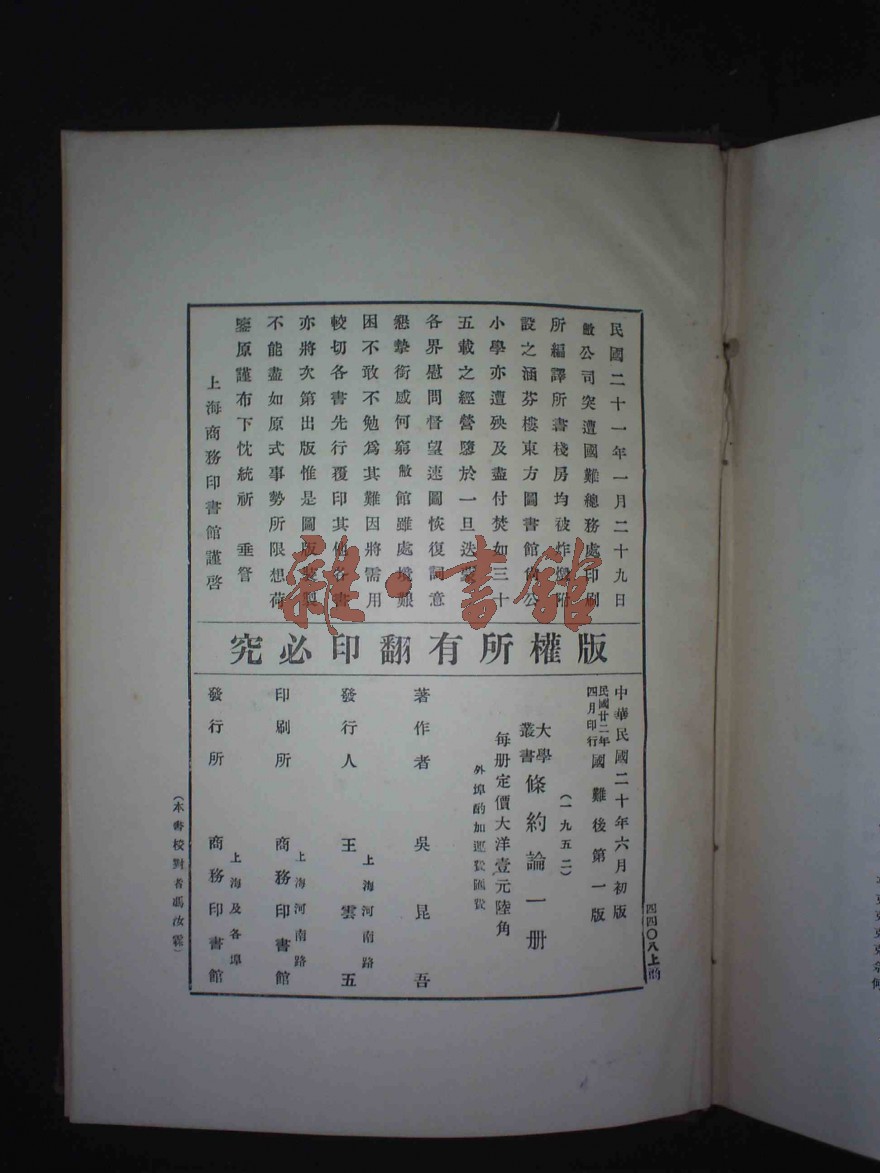 民國二十一年一月二十九日
敝公司突遭國難總務處印刷
所編譯所書棧房均被炸燬附
設之涵芬樓東方圖書館尙公
小學亦遭殃及盡付焚如三十
五載之經營隳於一旦迭蒙
各界慰問督望速圖恢復詞意
懇摯銜感何窮敝館雖處境艱
困不敢不勉爲其難因將需用
較切各書先行覆印其他各書
亦將次第出版惟是圖版裝製
不能盡如原式事勢所限想荷
鑒原謹布下忱統祈 垂詧
上海商務印書館謹啓
版權所有翻印必究
中華民國二十年六月初版
民國廿二年四月印行國難後第一版
(一九五二)
大學叢書條約論一册
每册定價大洋壹元陸角
外埠酌加運費匯費
著作者 吳昆吾
發行人 王雲五
上海河南路
印刷所 商務印書館
上海河南路
發行所 商務印書館
上海及各埠
(本書校對者馮汝霖)
四四〇八上
雜·書館